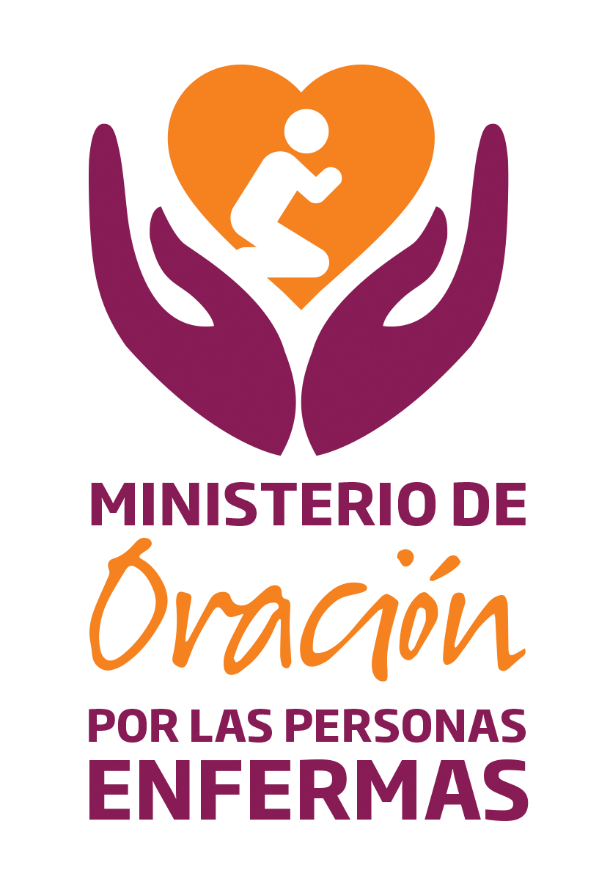 MINISTERIO DE
Oración
POR LAS PERSONAS
ENFERMAS